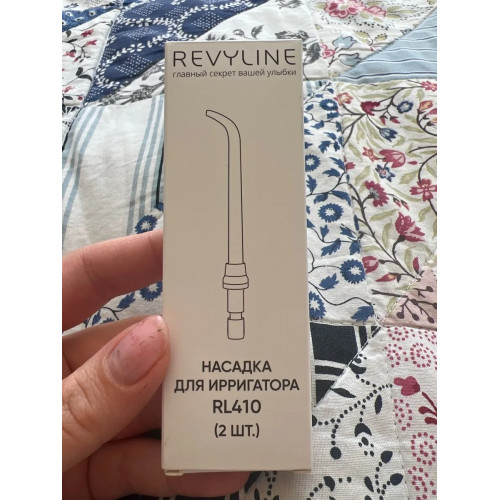 REVYLINE
главный секрет вашей улыбки
НАСАДКА
ДЛЯ ИРРИГАТОРА
RL410
(2 ШТ.)